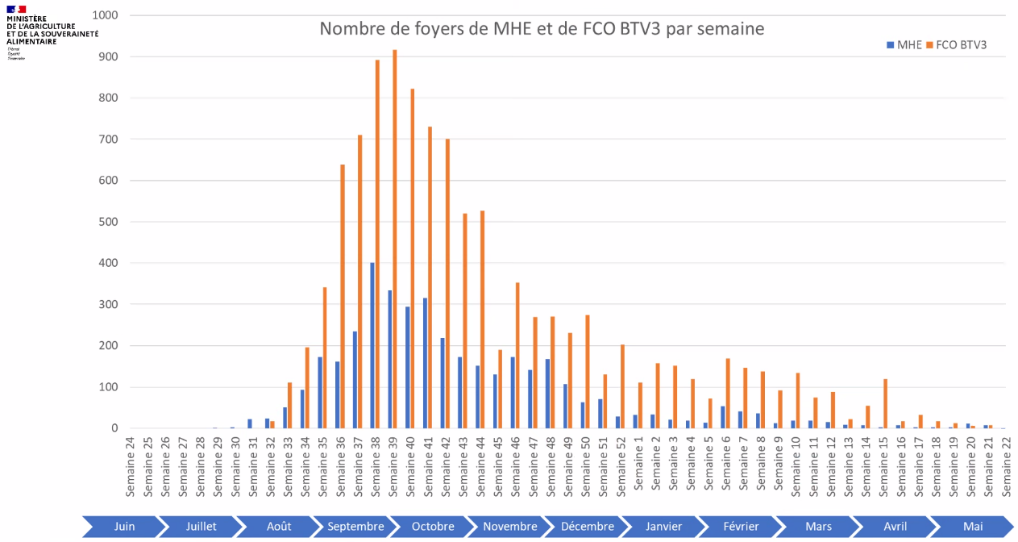 MINISTÈRE
DE L'AGRICULTURE
ET DE LA SOUVERAINETÉ
ALIMENTAIRE
Liberté
Égalité
Fraternité
Nombre de foyers de MHE et de FCO BTV3 par semaine
MHE
FCO BTV3
1000
900
800
700
600
500
400
300
200
100
0
Semaine 24
Semaine 25
Semaine 26
Semaine 27
Semaine 28
Semaine 29
Semaine 30
Semaine 31
Semaine 32
Semaine 33
Semaine 34
Semaine 35
Semaine 36
Semaine 37
Semaine 38
Semaine 39
Semaine 40
Semaine 41
Semaine 42
Semaine 43
Semaine 44
Semaine 45
Semaine 46
Semaine 47
Semaine 48
Semaine 49
Semaine 50
Semaine 51
Semaine 52
Semaine 1
Semaine 2
Semaine 3
Semaine 4
Semaine 5
Semaine 6
Semaine 7
Semaine 8
Semaine 9
Semaine 10
Semaine 11
Semaine 12
Semaine 13
Semaine 14
Semaine 15
Semaine 16
Semaine 17
Semaine 18
Semaine 19
Semaine 20
Semaine 21
Semaine 22
Juin
Juillet
Août
Septembre
Octobre
Novembre
Décembre
Janvier
Février
Mars
Avril
Mai